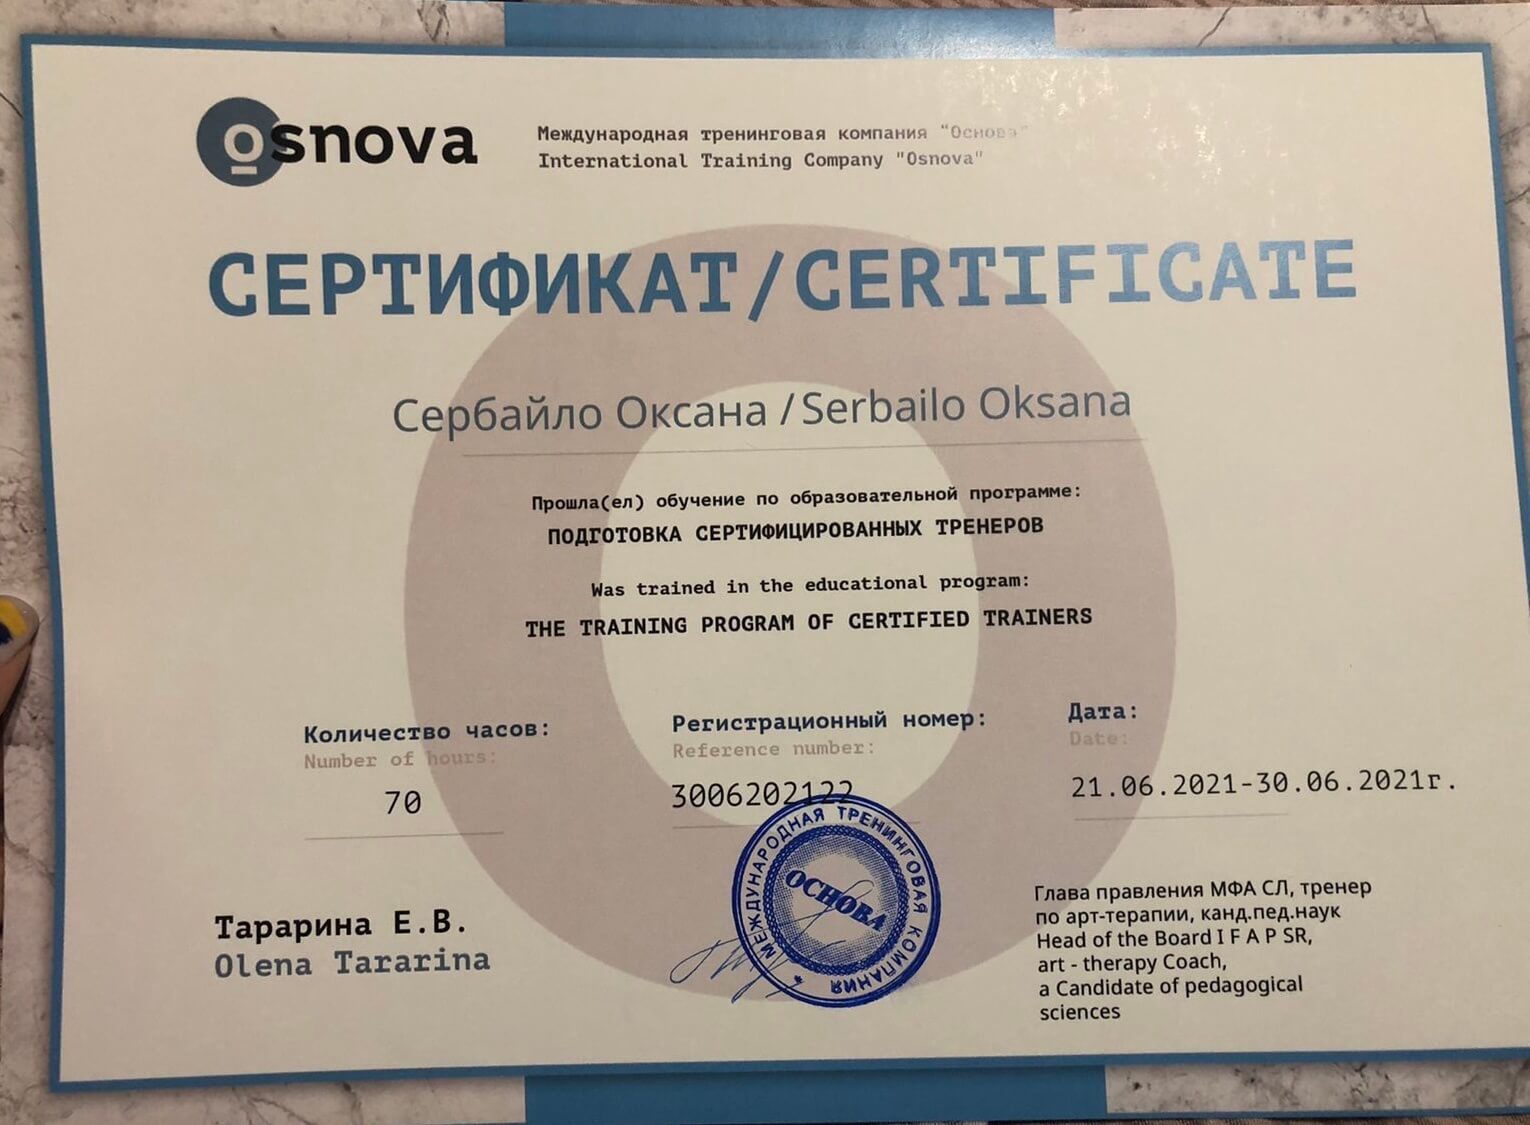 Osnova
Международная тренинговая компания "Основа"
International Training Company "Osnova"
СЕРТИФИКАТ/CERTIFICATE
Сербайло Оксана / Serbailo Oksana
Прошла(ел) обучение по образовательной программе:
ПОДГОТОВКА СЕРТИФИЦИРОВАННЫХ ТРЕНЕРОВ
Was trained in the educational program:
THE TRAINING PROGRAM OF CERTIFIED TRAINERS
Количество часов:
Number of hours:
70
Регистрационный номер:
Reference number:
3006202122
Дата:
Date:
21.06.2021-30.06.2021г.
Тарарина Е.В.
Olena Tararina
МЕЖДУНАРОДНАЯ ТРЕНИНГОВАЯ КОМПАНИЯ *
ОСНОВА
Глава правления МФА СЛ, тренер
по арт-терапии, канд.пед.наук
Head of the Board I F A P SR,
art - therapy Coach,
a Candidate of pedagogical
sciences